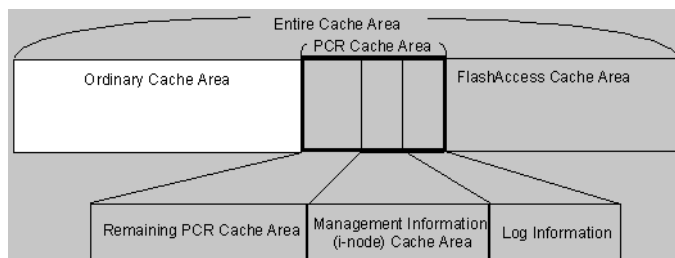 Entire Cache Area
PCR Cache Area
Ordinary Cache Area
FlashAccess Cache Area
Remaining PCR Cache Area
Management Information
(i-node) Cache Area
Log Information